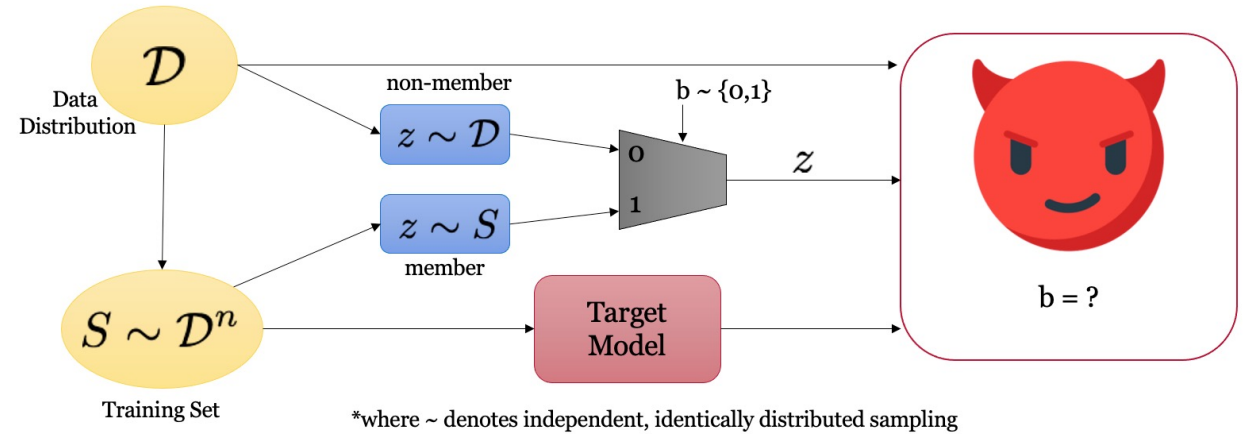 𝒟
Data
Distribution
non-member
z ∼ 𝒟
b ~ {0,1}
0
1
z
z ∼ S
member
b = ?
S ∼ 𝒟ⁿ
Training Set
Target
Model
*where ~ denotes independent, identically distributed sampling